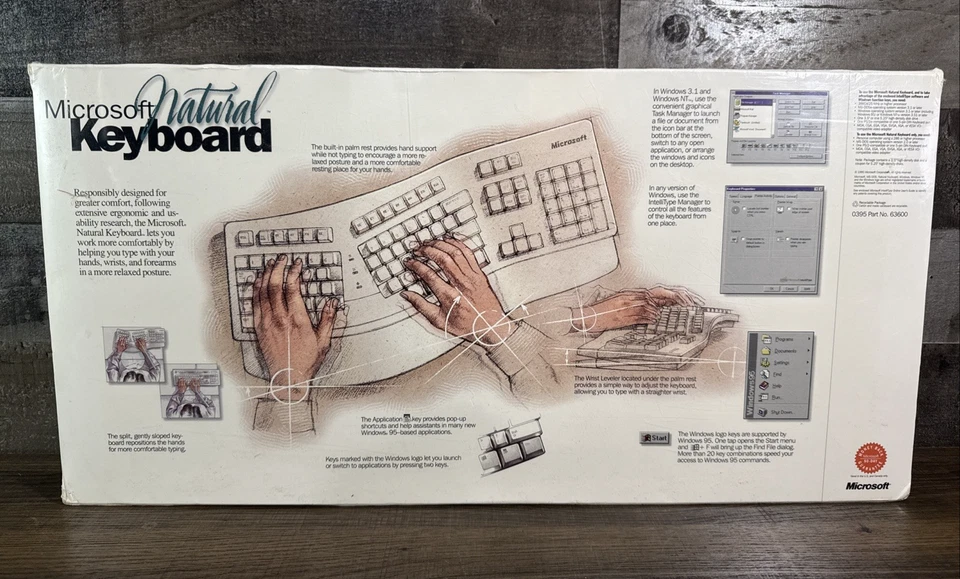 Microsoft Natural
Keyboard
Responsibly designed for
greater comfort, following
extensive ergonomic and us-
ability research, the Microsoft
Natural Keyboard, lets you
work more comfortably by
helping you type with your
hands, wrists, and forearms
in a more relaxed posture.
The built-in palm rest provides hand support
while not typing to encourage a more re-
laxed posture and a more comfortable
resting place for your hands.
Microsoft
In Windows 3.1 and
Windows NT™, use the
convenient graphical
Task Manager to launch
a file or document from
the icon bar at the
bottom of the screen,
switch to any open
application, or arrange
the windows and icons
on the desktop.
In any version of
Windows, use the
IntelliType Manager to
control all the features
of the keyboard from
one place.
0395 Part No. 63600
The split, gently sloped key-
board repositions the hands
for more comfortable typing.
The Application key provides pop-up
shortcuts and help assistants in many new
Windows 95-based applications.
Keys marked with the Windows logo let you launch
or switch to applications by pressing two keys.
The Wrist Leveler located under the palm rest
provides a simple way to adjust the keyboard,
allowing you to type with a straighter wrist.
Windows95
Programs
Documents
Settings
Find
Help
Run...
Shut Down...
Start
The Windows logo keys are supported by
Windows 95. One tap opens the Start menu
and + F will bring up the Find File dialog.
More than 20 key combinations speed your
access to Windows 95 commands.
Microsoft